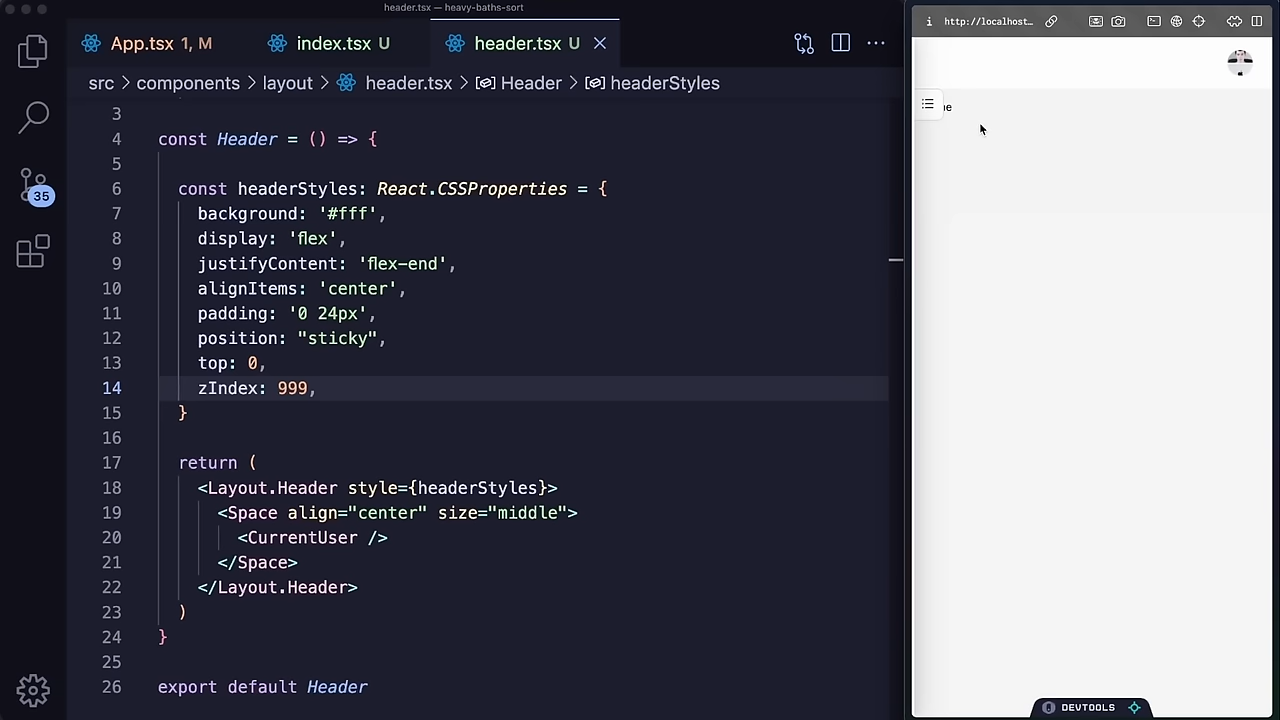 header.tsx — heavy-baths-sort
App.tsx 1, M
index.tsx U
header.tsx U
src > components > layout > header.tsx > Header > headerStyles
3
4 const Header = () => {
5
6 const headerStyles: React.CSSProperties = {
7 background: '#fff',
8 display: 'flex',
9 justifyContent: 'flex-end',
10 alignItems: 'center',
11 padding: '0 24px',
12 position: "sticky",
13 top: 0,
14 zIndex: 999,
15 }
16
17 return (
18 <Layout.Header style={headerStyles}>
19 <Space align="center" size="middle">
20 <CurrentUser />
21 </Space>
22 </Layout.Header>
23 )
24 }
25
26 export default Header
35
http://localhost…
DEVTOOLS